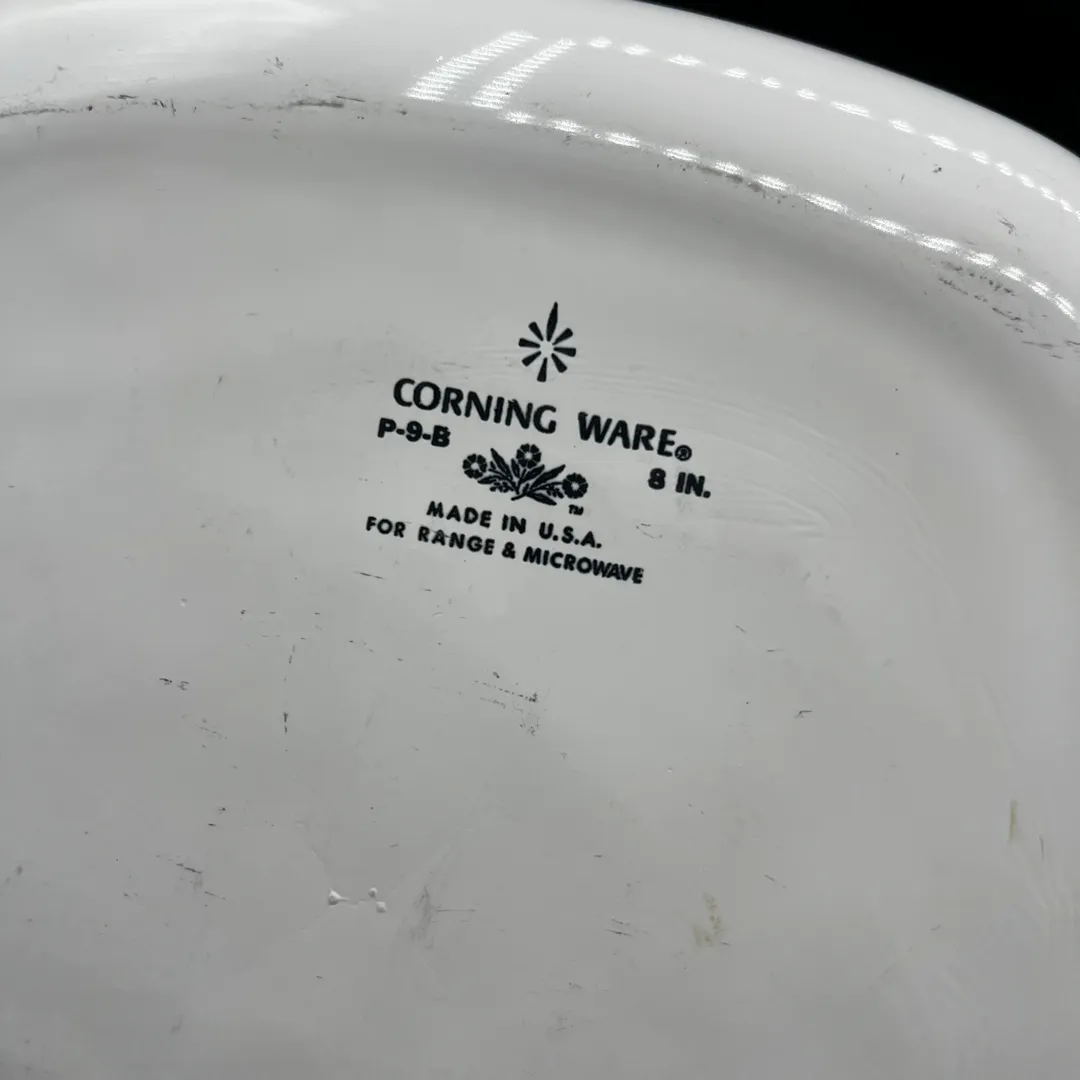 CORNING WARE®
P-9-B 8 IN.
™
MADE IN U.S.A.
FOR RANGE & MICROWAVE